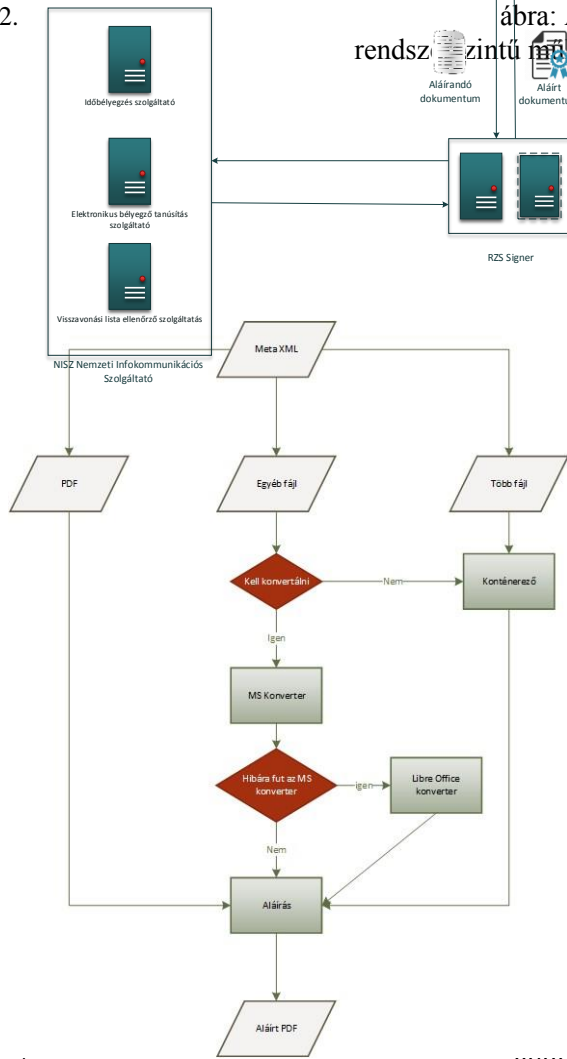 2.
ábra:
Időbélyegzés szolgáltató
Aláírandó
dokumentum
Aláírt
Elektronikus bélyegző tanúsítás
szolgáltató
RZS Signer
Visszavonási lista ellenőrző szolgáltatás
NISZ Nemzeti Infokommunikációs
Szolgáltató
Meta XML
PDF
Egyéb fájl
Több fájl
Kell konvertálni
Nem
Konténerező
Igen
MS Konverter
Hibára fut az MS
konverter
igen
Libre Office
konverter
Nem
Aláírás
Aláírt PDF